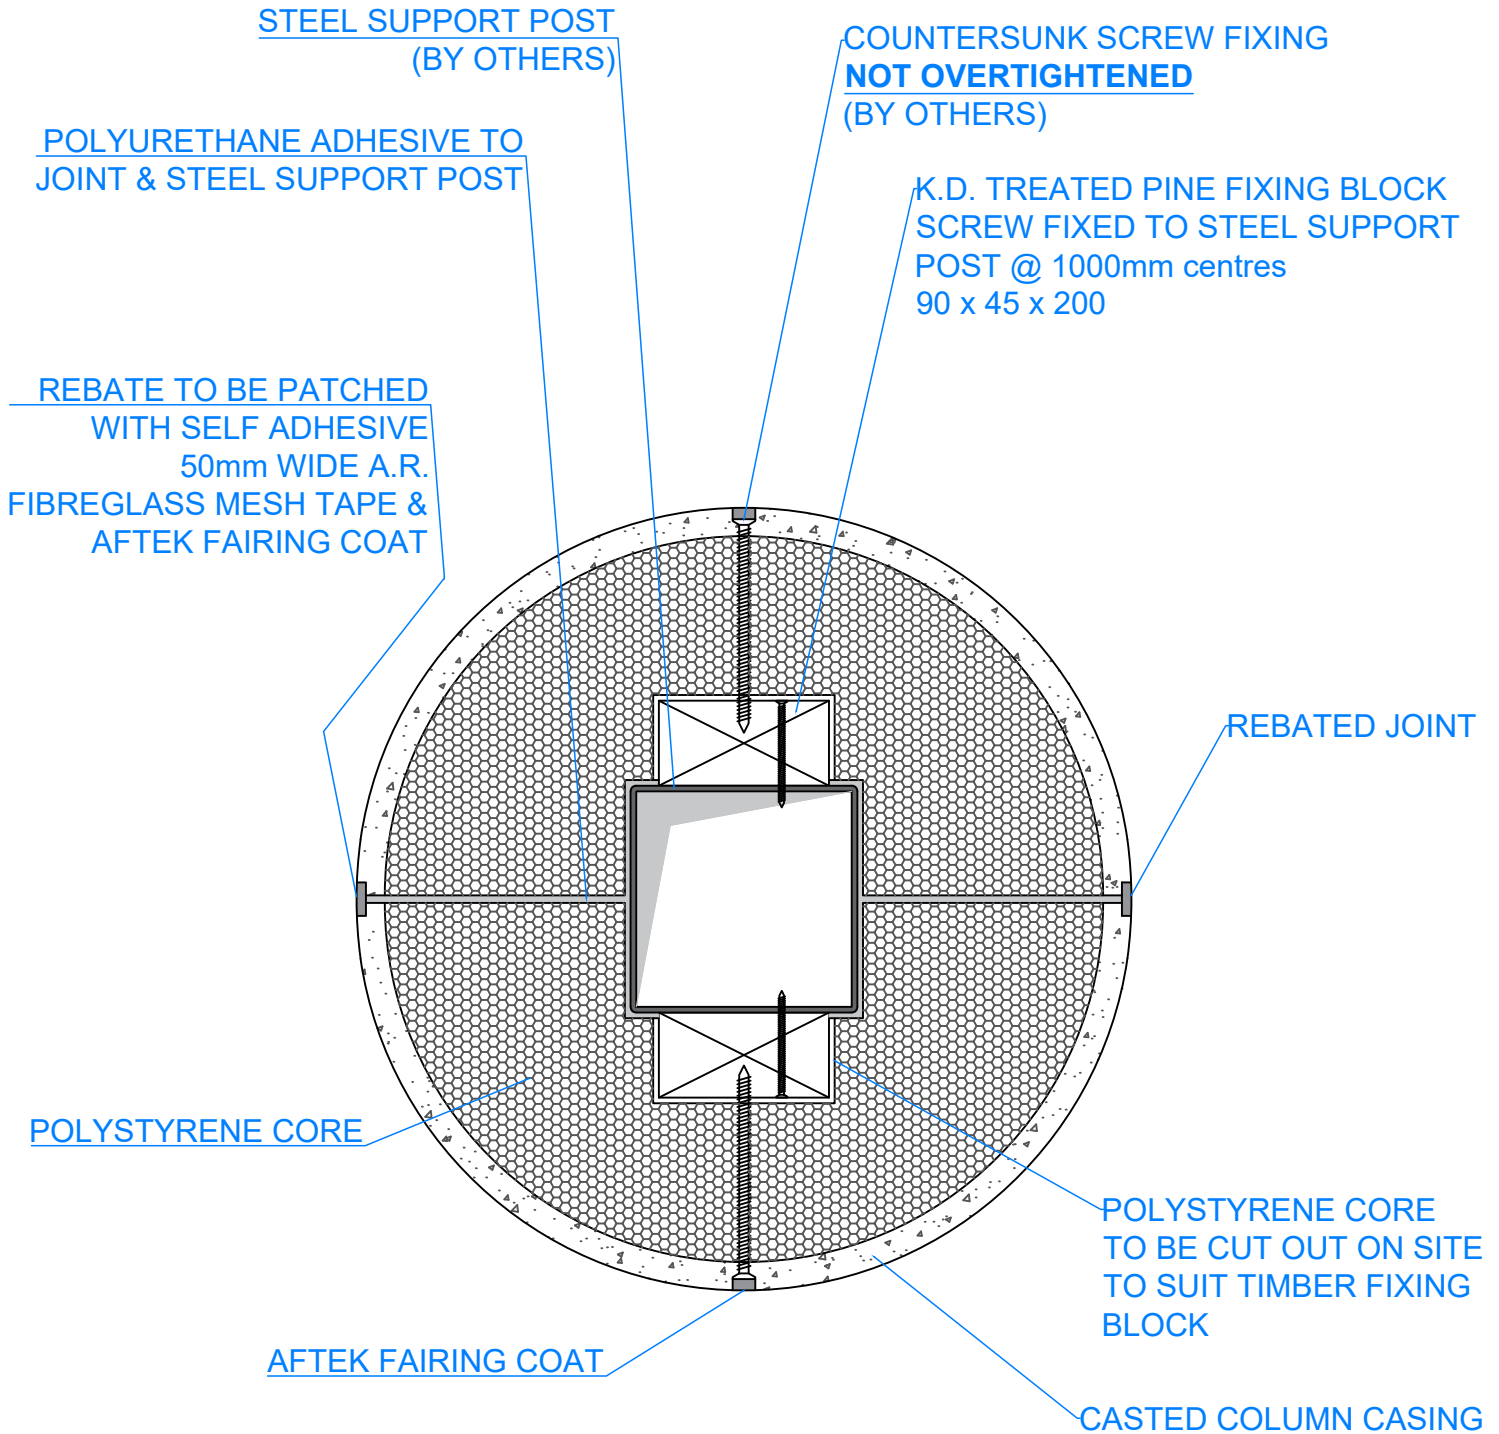 STEEL SUPPORT POST
(BY OTHERS)
COUNTERSUNK SCREW FIXING
NOT OVERTIGHTENED
(BY OTHERS)
POLYURETHANE ADHESIVE TO
JOINT & STEEL SUPPORT POST
K.D. TREATED PINE FIXING BLOCK
SCREW FIXED TO STEEL SUPPORT
POST @ 1000mm centres
90 x 45 x 200
REBATE TO BE PATCHED
WITH SELF ADHESIVE
50mm WIDE A.R.
FIBREGLASS MESH TAPE &
AFTEK FAIRING COAT
REBATED JOINT
POLYSTYRENE CORE
POLYSTYRENE CORE
TO BE CUT OUT ON SITE
TO SUIT TIMBER FIXING
BLOCK
AFTEK FAIRING COAT
CASTED COLUMN CASING